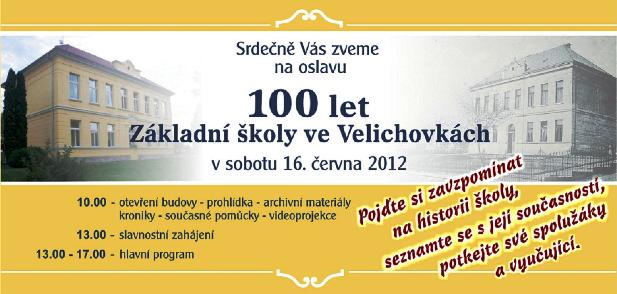 Srdečně Vás zveme
na oslavu
100 let
Základní školy ve Velichovkách
v sobotu 16. června 2012
10.00 - otevření budovy - prohlídka - archivní materiály
kroniky - současné pomůcky - videoprojekce
13.00 - slavnostní zahájení
13.00 - 17.00 - hlavní program
Pojďte si zavzpomínat
na historii školy,
seznamte se s její současností,
potkejte své spolužáky
a vyučující.